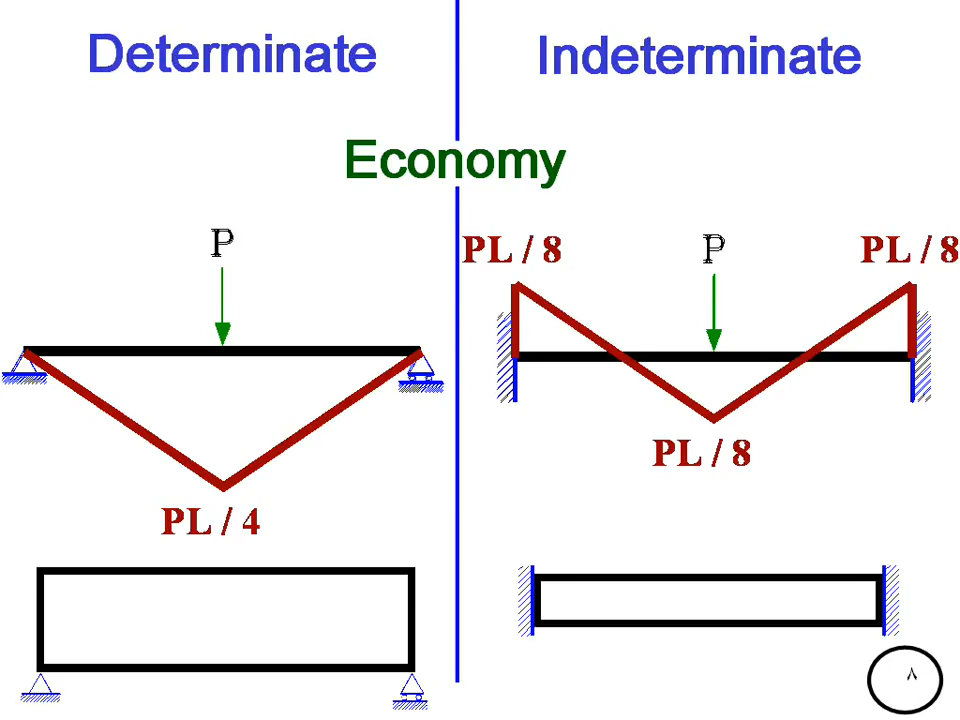 Determinate
Indeterminate
Economy
P
PL / 4
PL / 8
P
PL / 8
PL / 8
٨